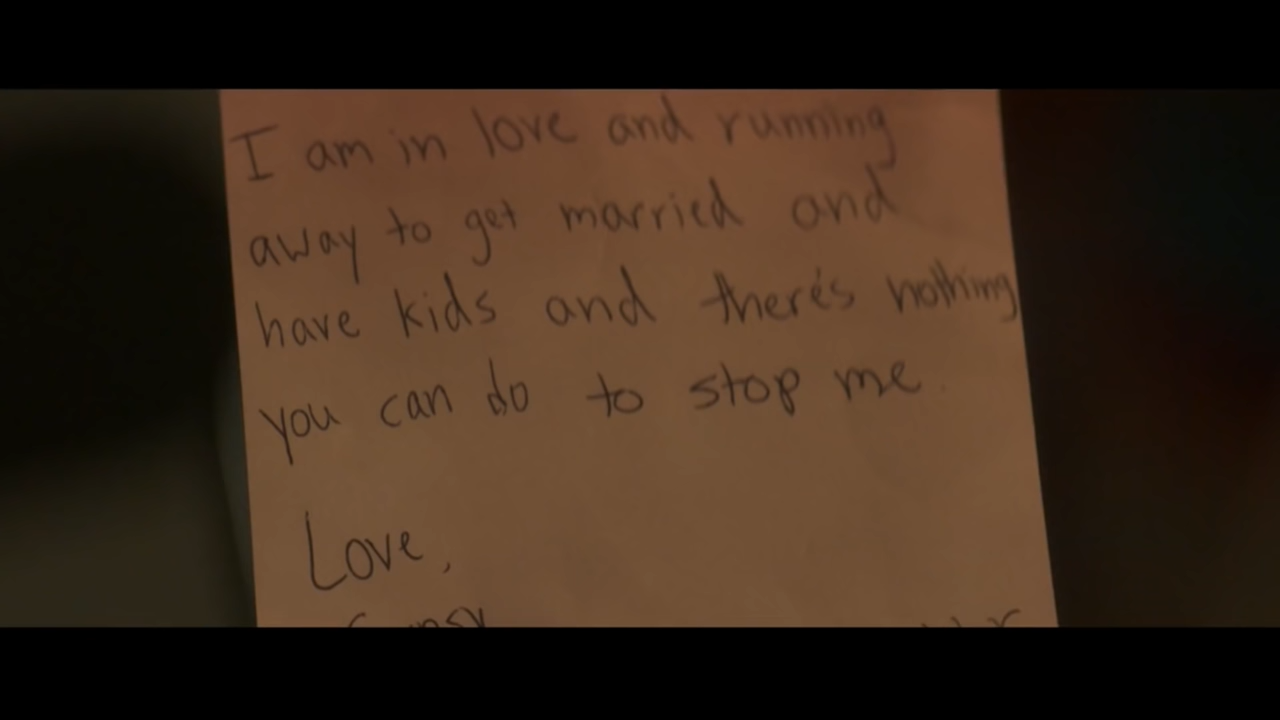 I am in love and running
away to get married and
have kids and there's nothing
you can do to stop me.
Love,